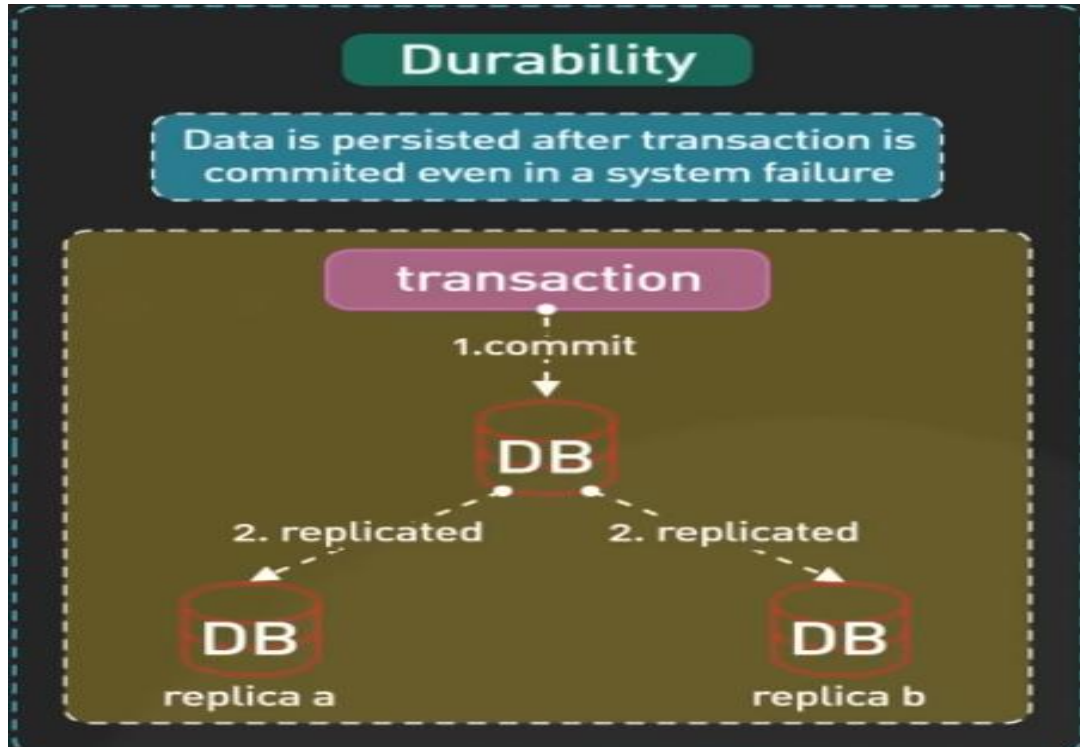 Durability
Data is persisted after transaction is
commited even in a system failure
transaction
1.commit
DB
2. replicated
2. replicated
DB
DB
replica a
replica b